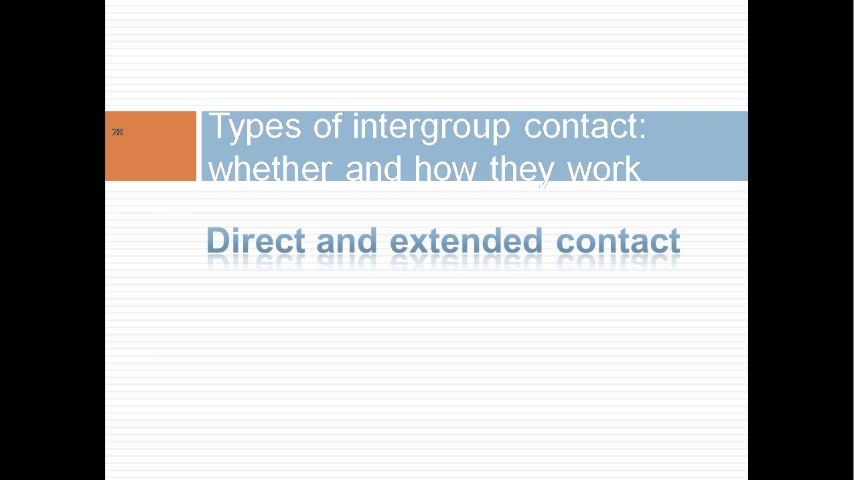 Types of intergroup contact:
whether and how they work
Direct and extended contact